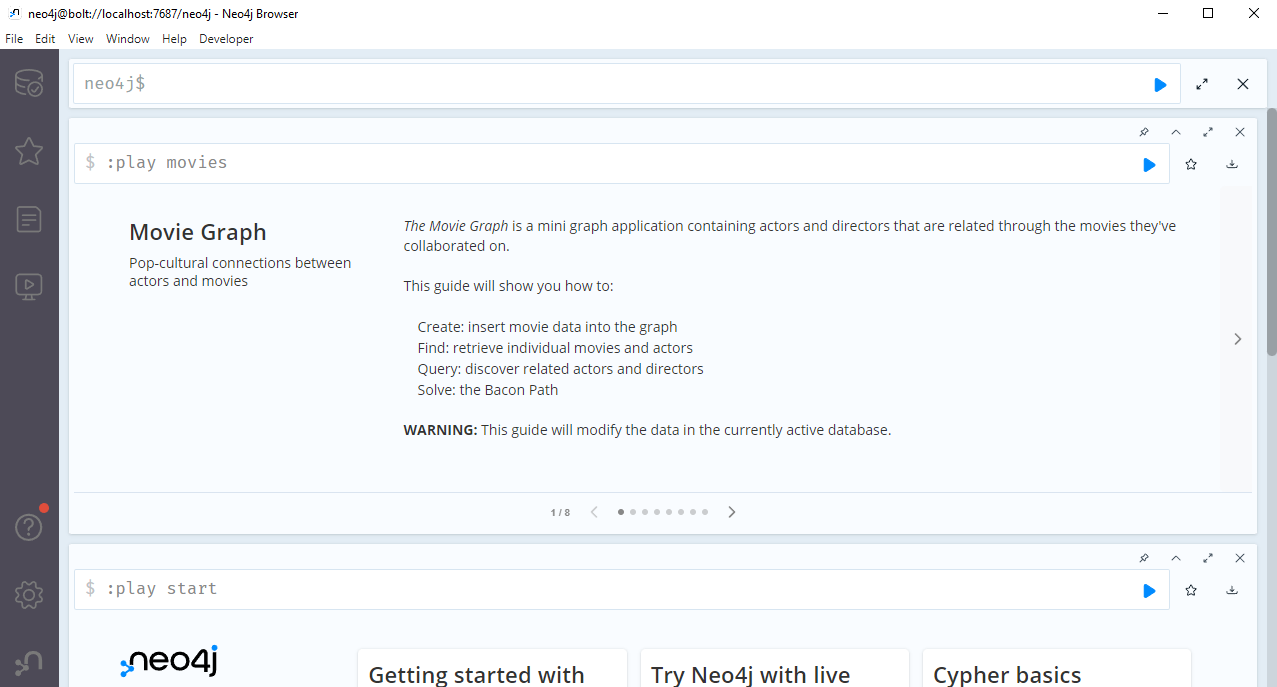 neo4j@bolt://localhost:7687/neo4j - Neo4j Browser
File Edit View Window Help Developer
neo4j$
$ :play movies
Movie Graph
Pop-cultural connections between
actors and movies
The Movie Graph is a mini graph application containing actors and directors that are related through the movies they've
collaborated on.
This guide will show you how to:
Create: insert movie data into the graph
Find: retrieve individual movies and actors
Query: discover related actors and directors
Solve: the Bacon Path
WARNING: This guide will modify the data in the currently active database.
1 / 8
$ :play start
neo4j
Getting started with
Try Neo4j with live
Cypher basics